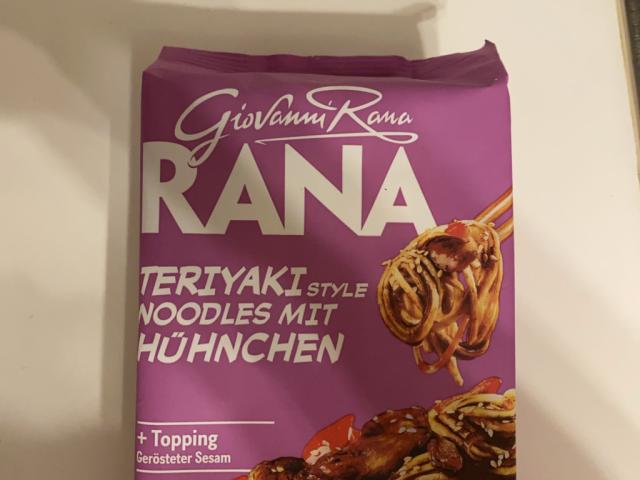 Giovanni Rana
RANA
TERIYAKI STYLE
NOODLES MIT
HÜHNCHEN
+ Topping
Gerösteter Sesam